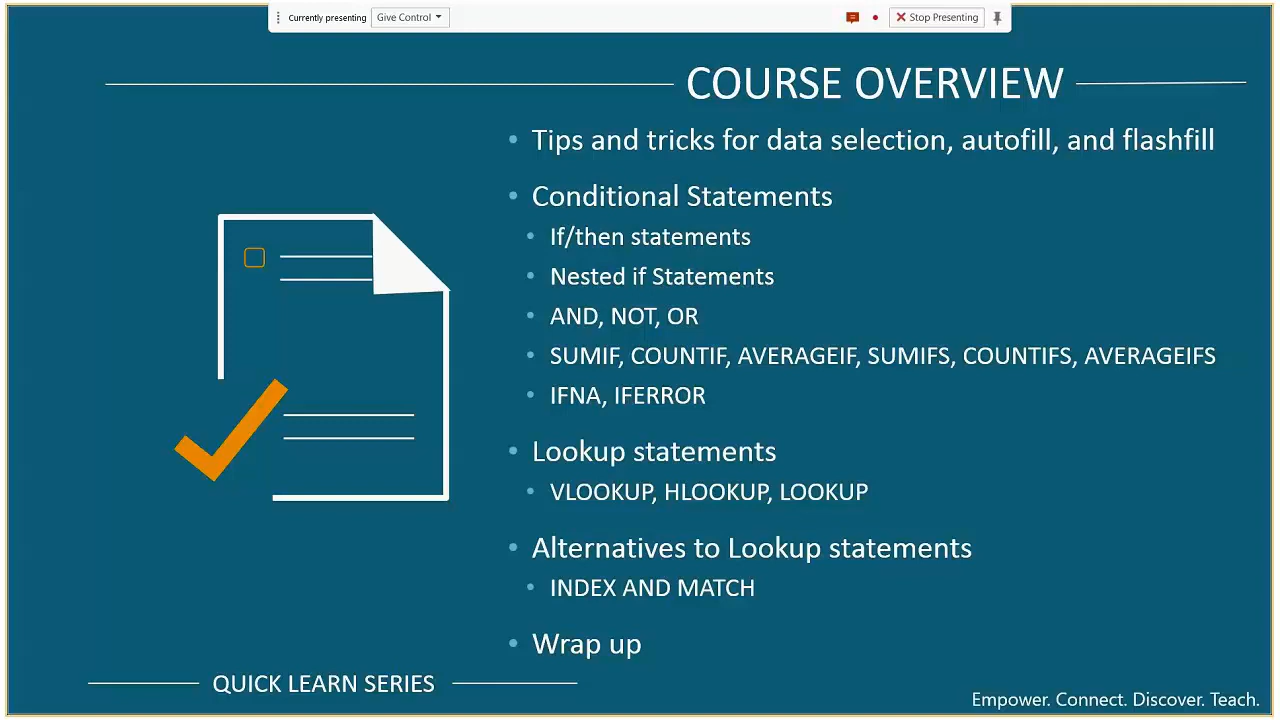 Currently presenting
Give Control
Stop Presenting
COURSE OVERVIEW
• Tips and tricks for data selection, autofill, and flashfill
• Conditional Statements
• If/then statements
• Nested if Statements
• AND, NOT, OR
• SUMIF, COUNTIF, AVERAGEIF, SUMIFS, COUNTIFS, AVERAGEIFS
• IFNA, IFERROR
• Lookup statements
• VLOOKUP, HLOOKUP, LOOKUP
• Alternatives to Lookup statements
• INDEX AND MATCH
• Wrap up
QUICK LEARN SERIES
Empower. Connect. Discover. Teach.